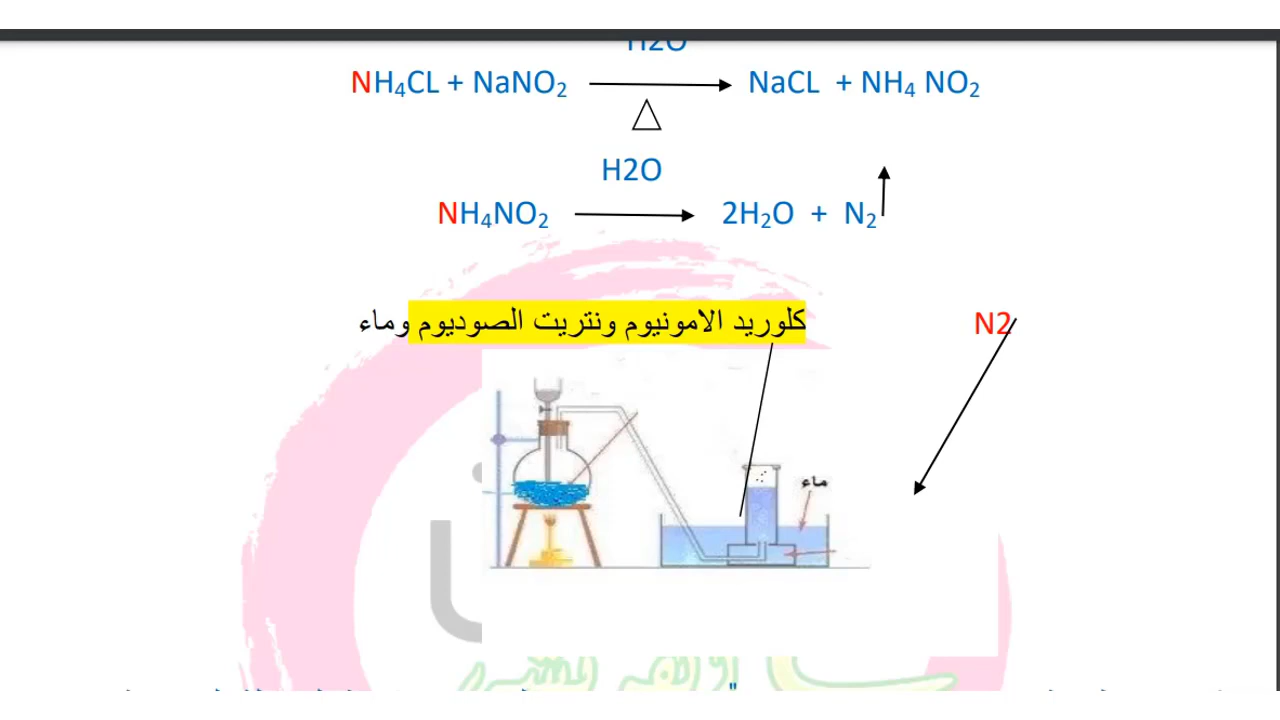 H2O
NH₄CL + NaNO₂ ⟶ NaCL + NH₄ NO₂
△
H2O
NH₄NO₂ ⟶ 2H₂O + N₂↑
كلوريد الامونيوم ونتريت الصوديوم وماء
N2
ماء